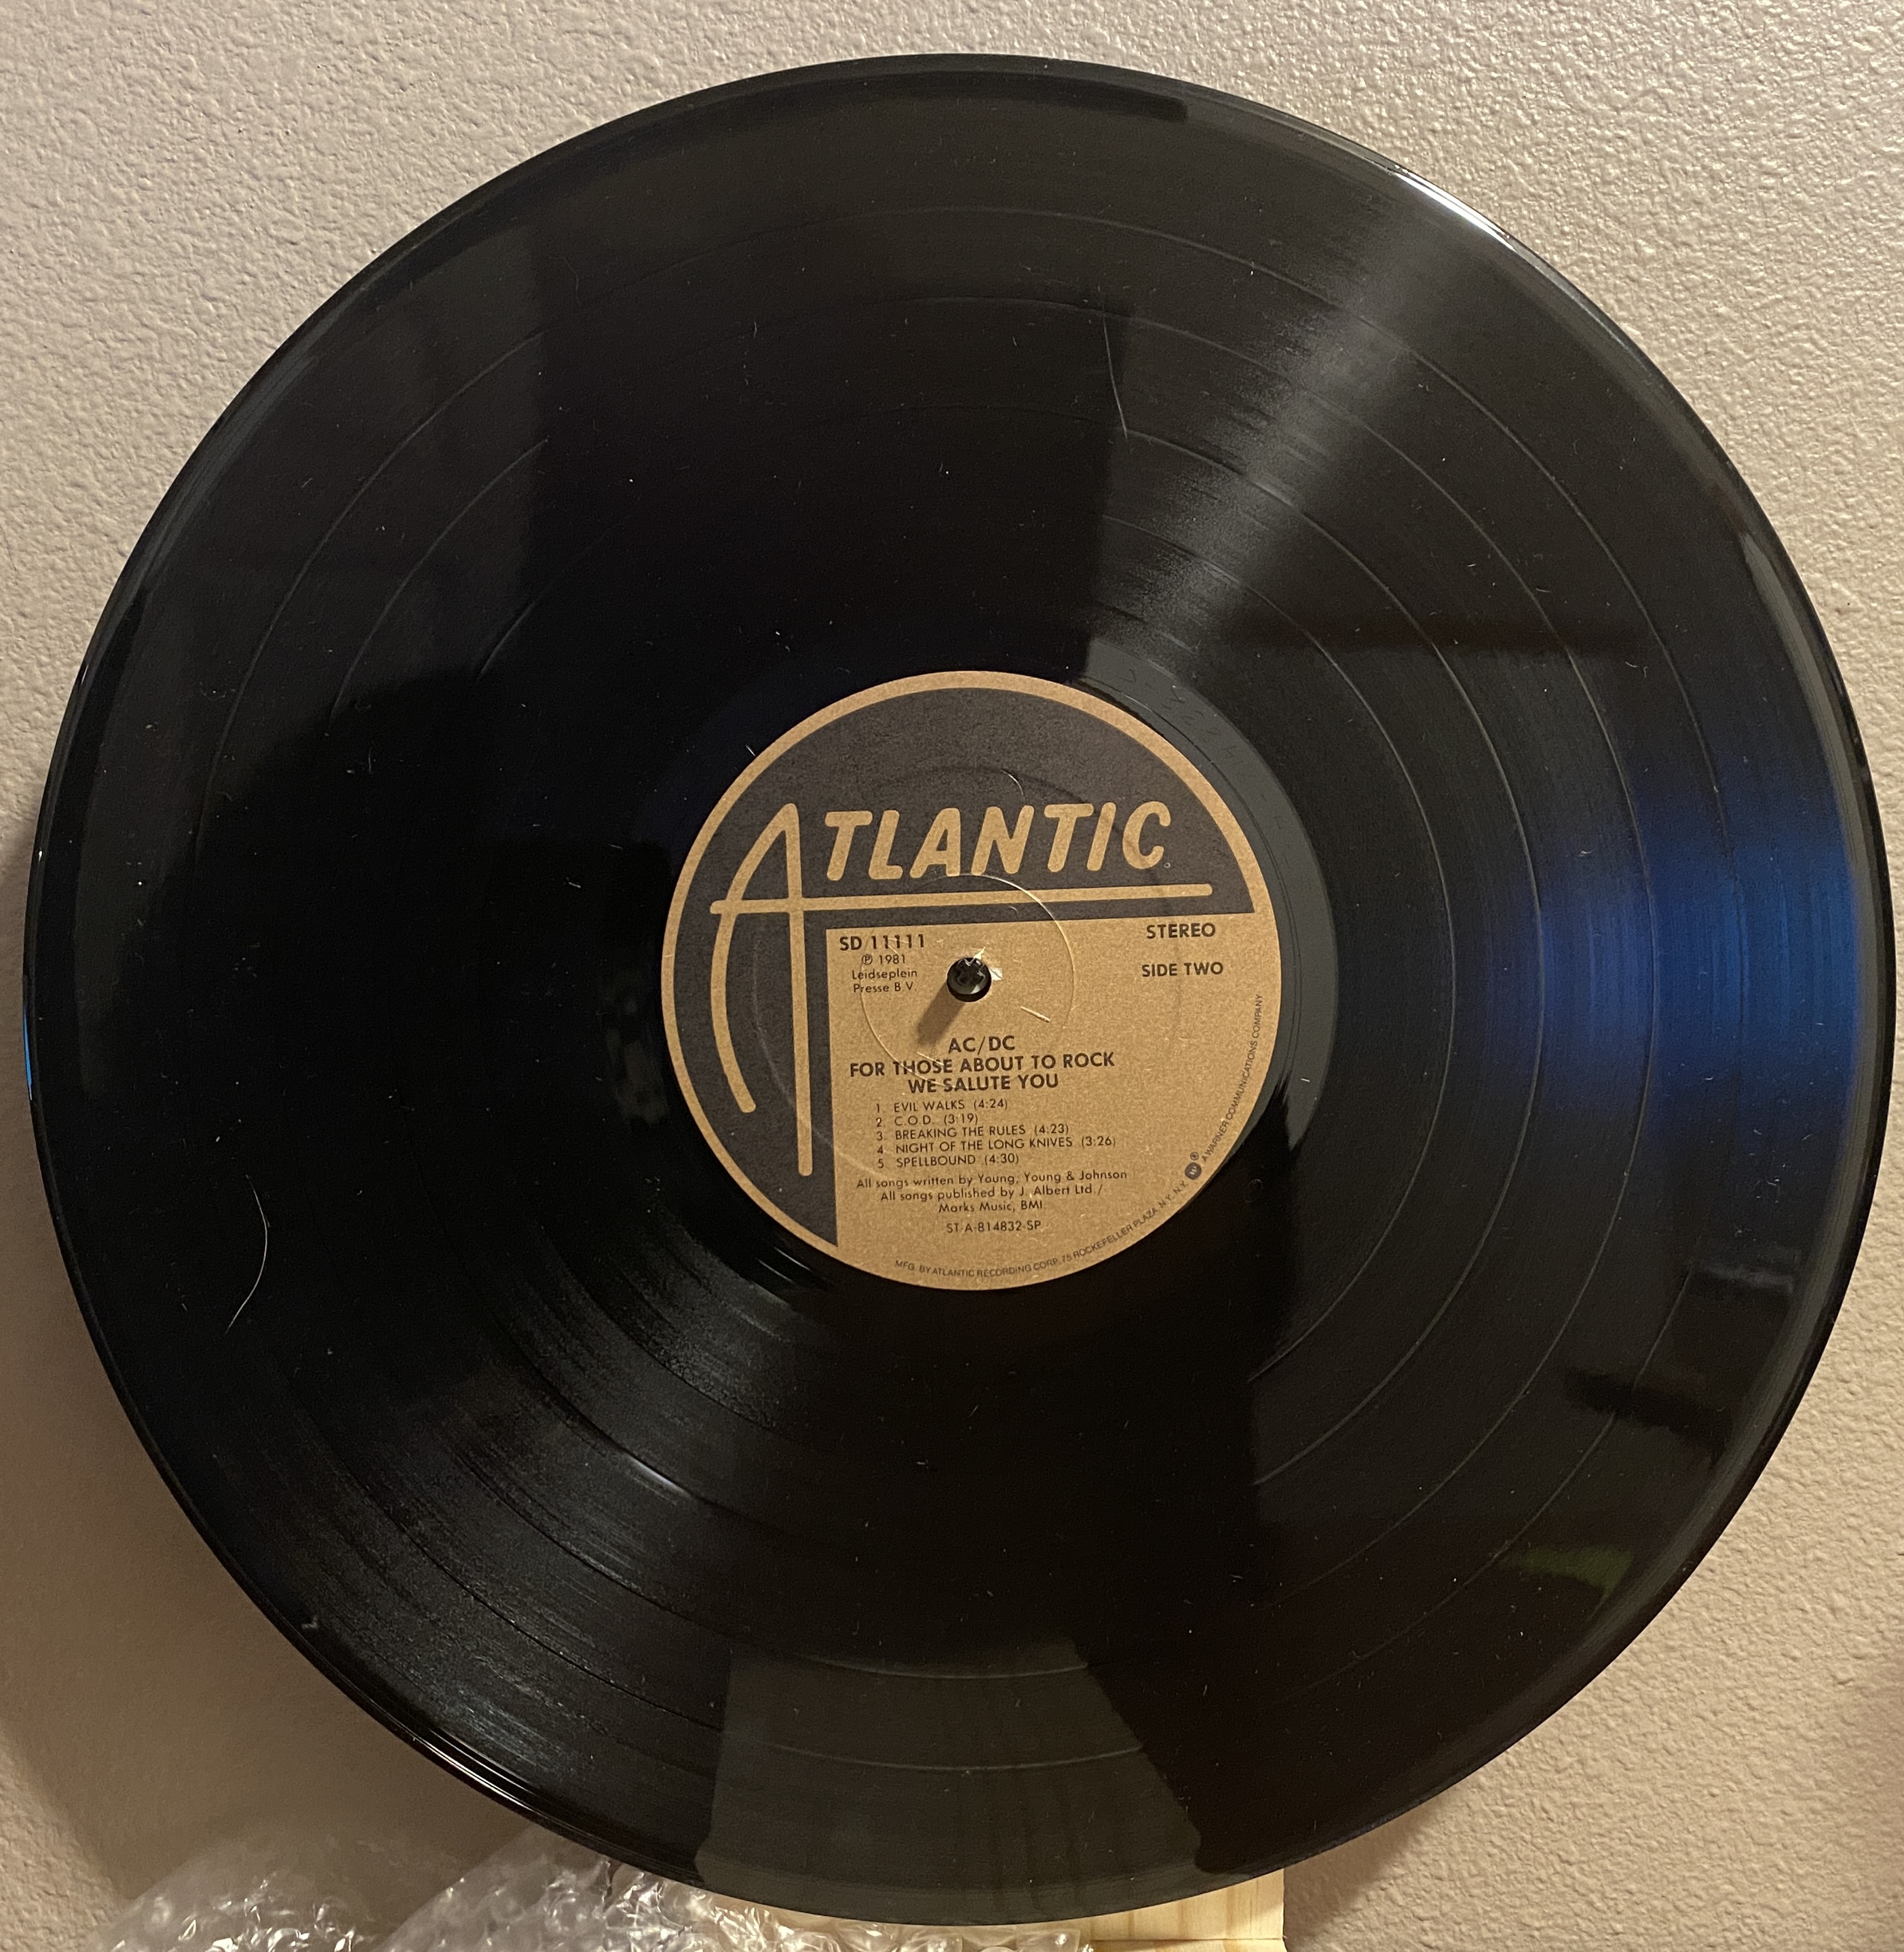 ATLANTIC
SD 11111
℗ 1981
Leidseplein
Presse B.V.
STEREO
SIDE TWO
AC/DC
FOR THOSE ABOUT TO ROCK
WE SALUTE YOU
1 EVIL WALKS (4:24)
2 C.O.D. (3:19)
3 BREAKING THE RULES (4:23)
4 NIGHT OF THE LONG KNIVES (3:26)
5 SPELLBOUND (4:30)
All songs written by Young, Young & Johnson
All songs published by J. Albert Ltd./
Marks Music, BMI
ST-A-814832-SP
MFG. BY ATLANTIC RECORDING CORP. 75 ROCKEFELLER PLAZA, N.Y., N.Y. ® A WARNER COMMUNICATIONS COMPANY